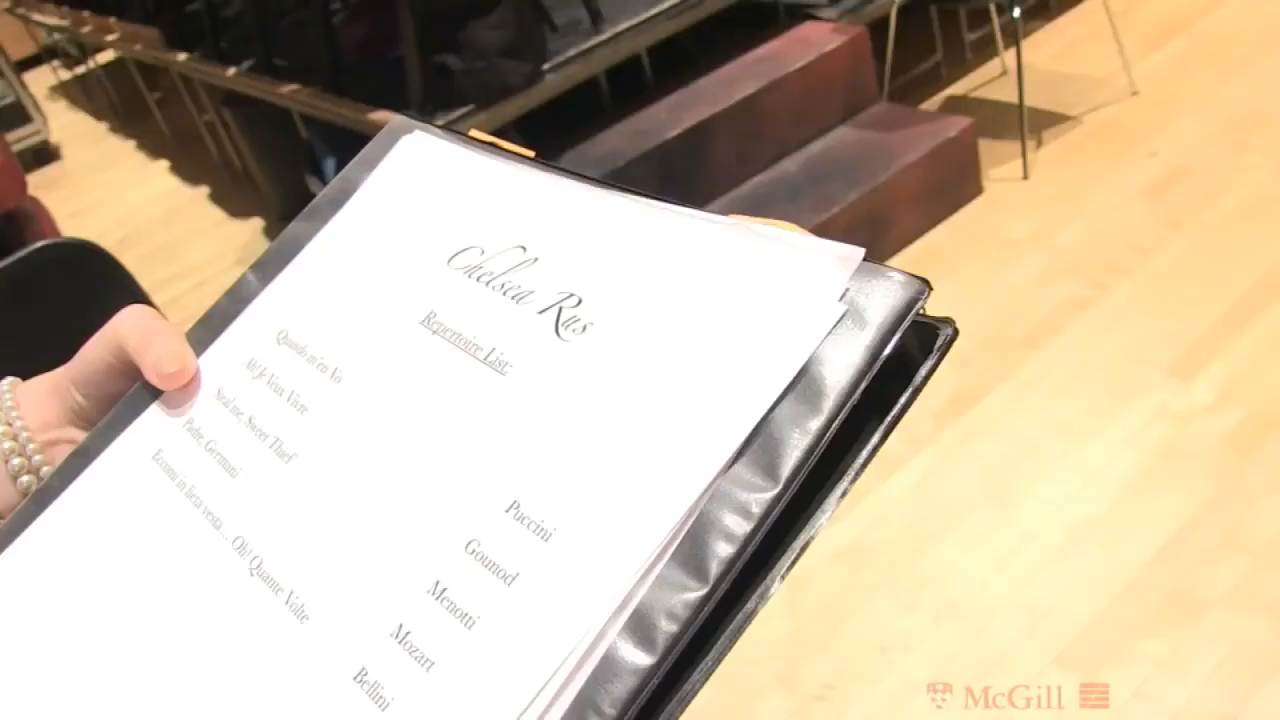 Chelsea Rus
Repertoire List:
Quando m'en Vo Puccini
Ah! Je Veux Vivre Gounod
Steal me, Sweet Thief Menotti
Padre, Germani Mozart
Eccomi in lieta vesta... Oh! Quante Volte Bellini
McGill